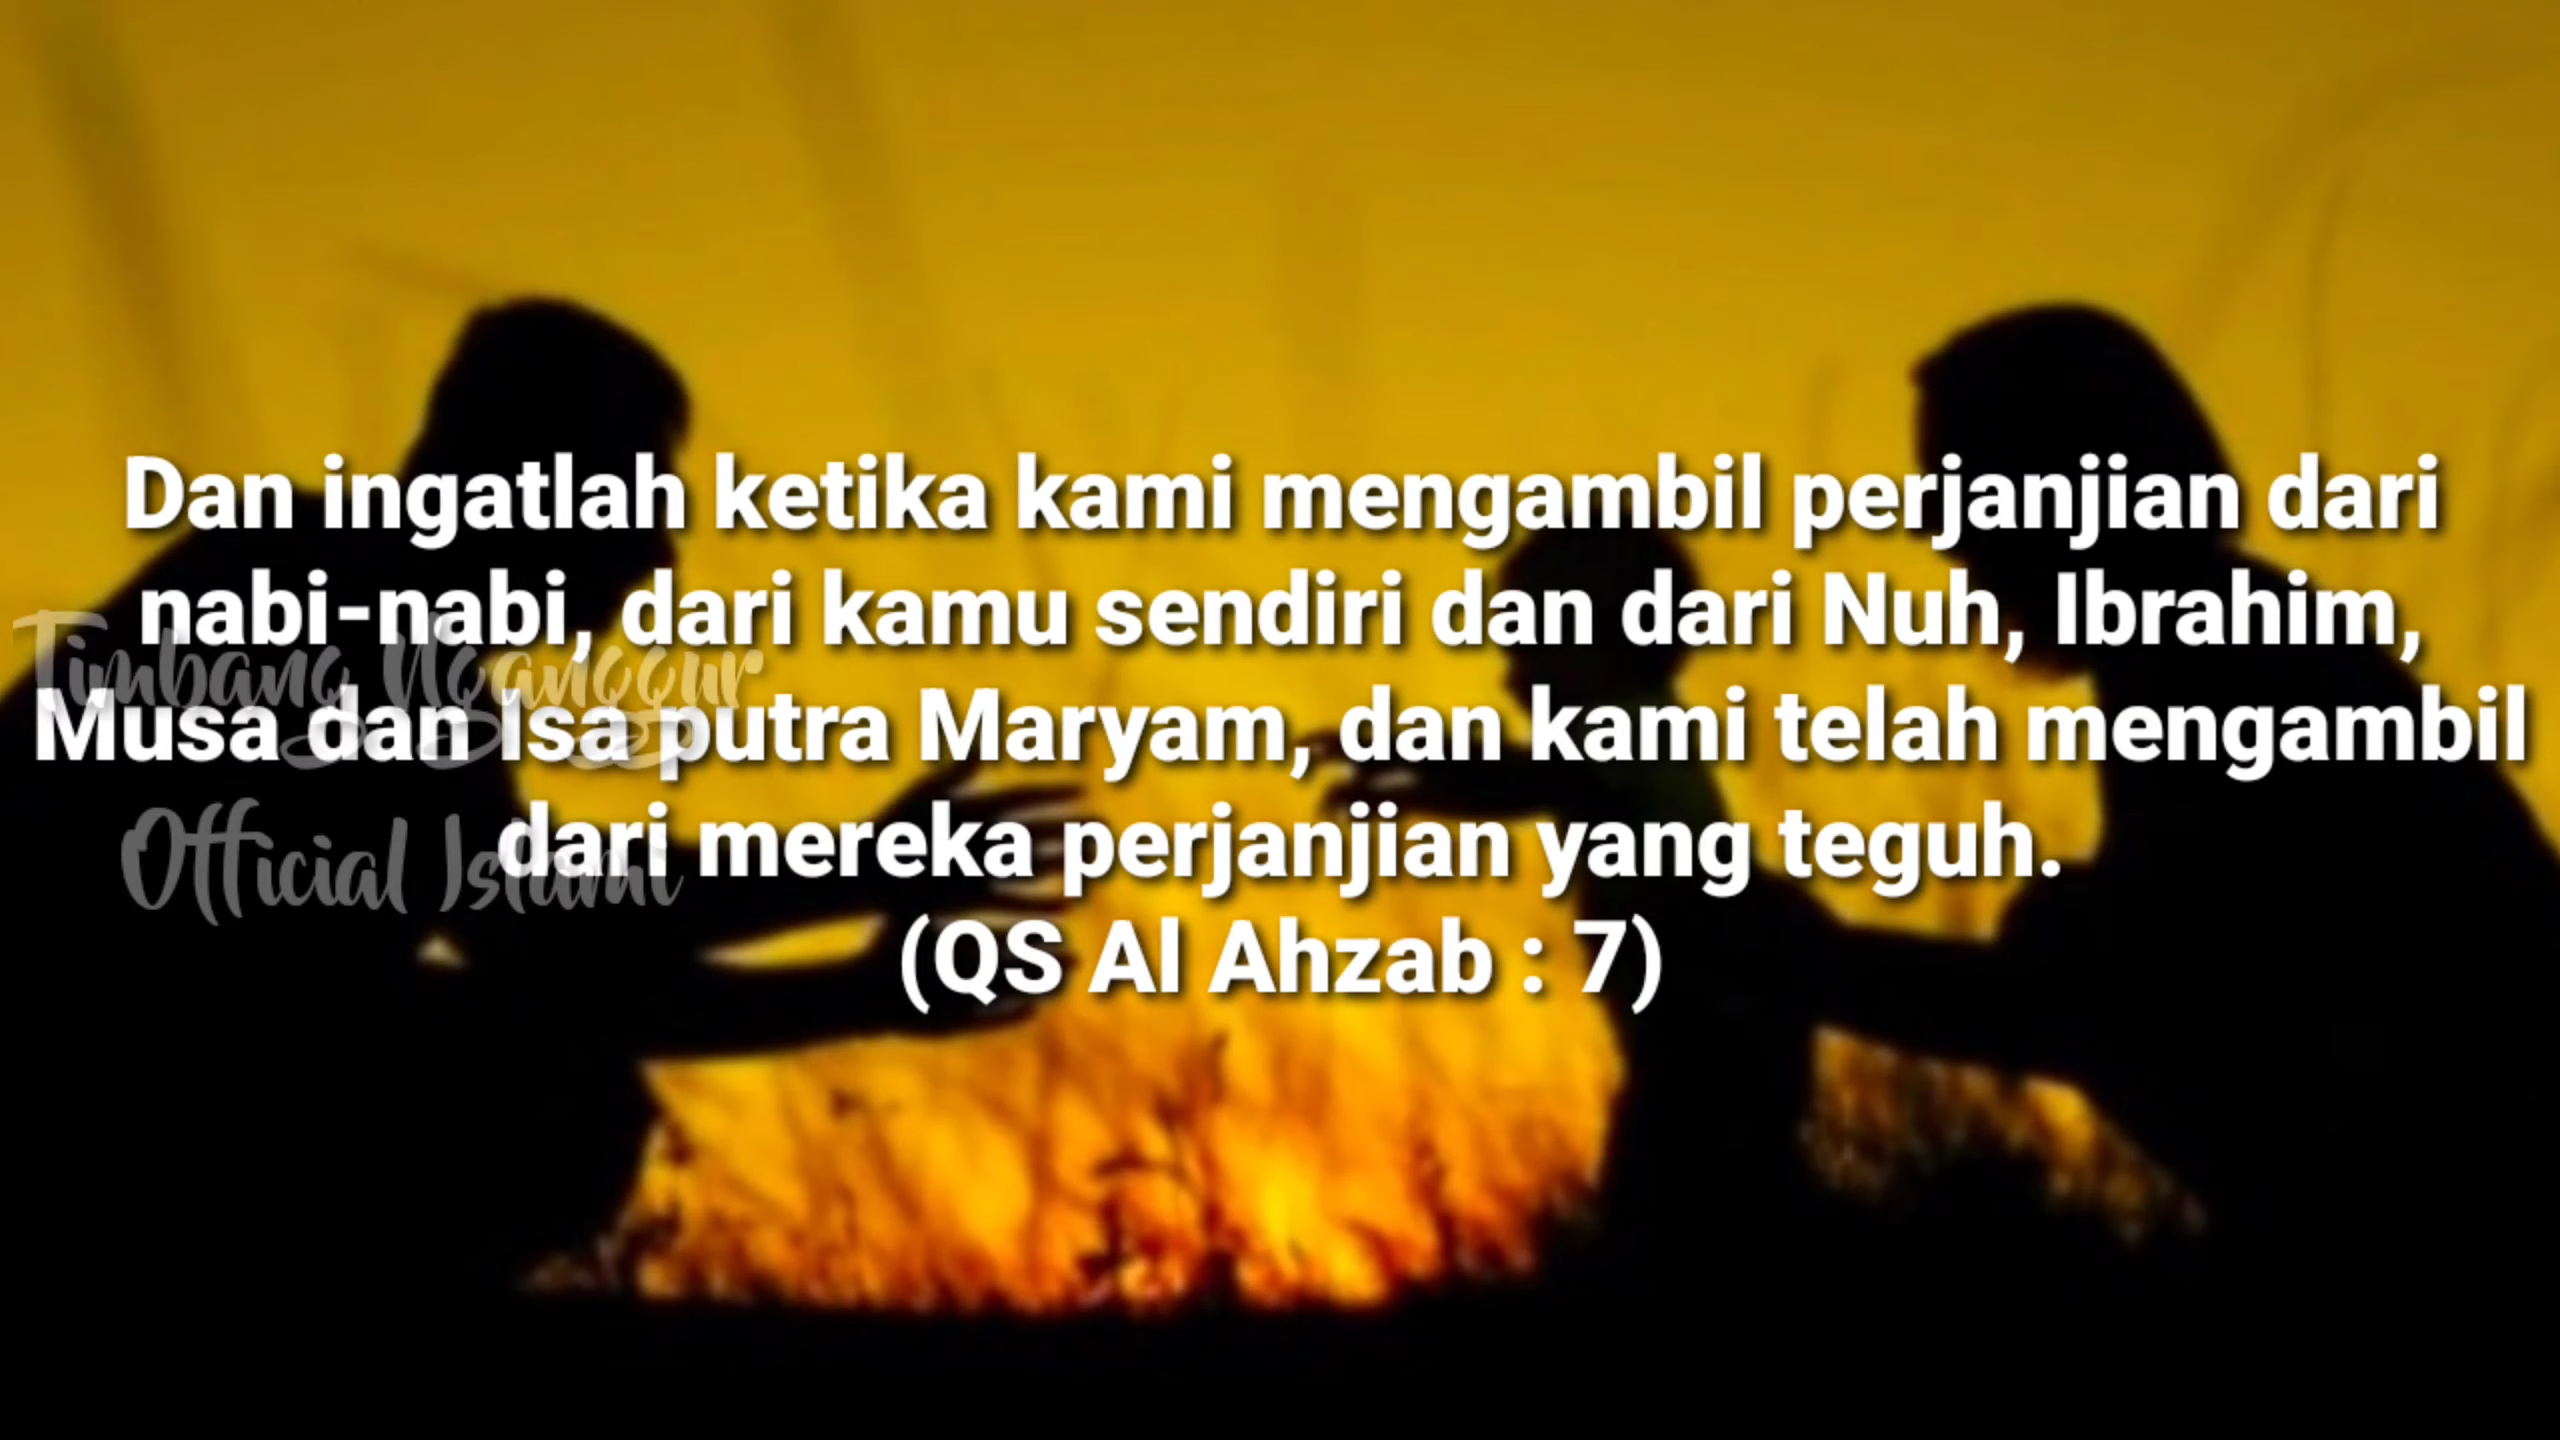 Dan ingatlah ketika kami mengambil perjanjian dari
nabi-nabi, dari kamu sendiri dan dari Nuh, Ibrahim,
Musa dan Isa putra Maryam, dan kami telah mengambil
dari mereka perjanjian yang teguh.
(QS Al Ahzab : 7)
Timbang Nganggur
Official Islami